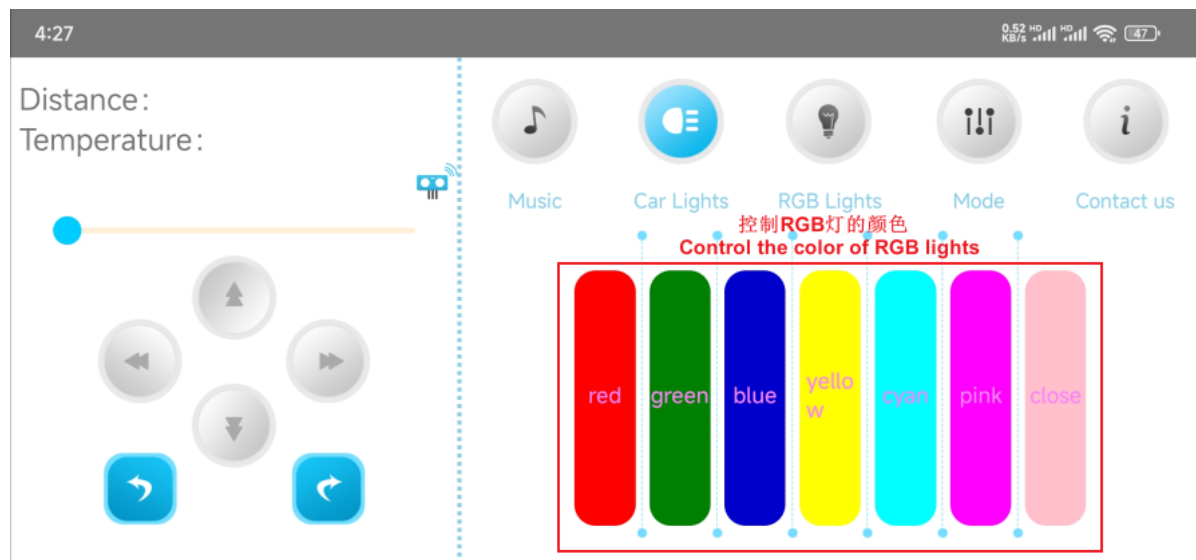 4:27
0.52 KB/s HD HD 47
Distance:
Temperature:
Music
Car Lights
RGB Lights
Mode
Contact us
控制RGB灯的颜色
Control the color of RGB lights
red
green
blue
yello
w
cyan
pink
close